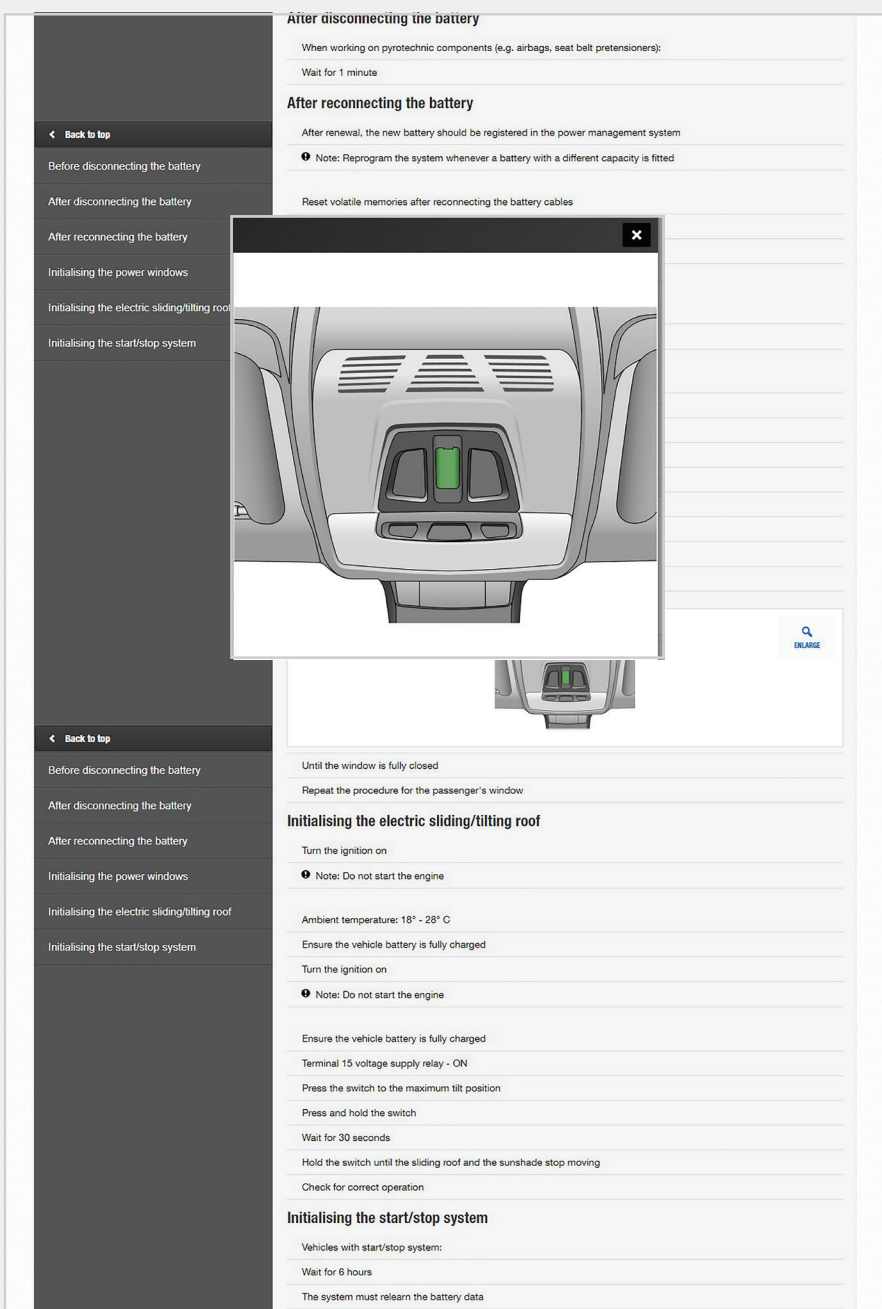 After disconnecting the battery
When working on pyrotechnic components (e.g. airbags, seat belt pretensioners):
Wait for 1 minute
After reconnecting the battery
After renewal, the new battery should be registered in the power management system
Note: Reprogram the system whenever a battery with a different capacity is fitted
Reset volatile memories after reconnecting the battery cables
Back to top
Before disconnecting the battery
After disconnecting the battery
After reconnecting the battery
Initialising the power windows
Initialising the electric sliding/tilting roof
Initialising the start/stop system
ENLARGE
Back to top
Before disconnecting the battery
After disconnecting the battery
After reconnecting the battery
Initialising the power windows
Initialising the electric sliding/tilting roof
Initialising the start/stop system
Until the window is fully closed
Repeat the procedure for the passenger's window
Initialising the electric sliding/tilting roof
Turn the ignition on
Note: Do not start the engine
Ambient temperature: 18° - 28° C
Ensure the vehicle battery is fully charged
Turn the ignition on
Note: Do not start the engine
Ensure the vehicle battery is fully charged
Terminal 15 voltage supply relay - ON
Press the switch to the maximum tilt position
Press and hold the switch
Wait for 30 seconds
Hold the switch until the sliding roof and the sunshade stop moving
Check for correct operation
Initialising the start/stop system
Vehicles with start/stop system:
Wait for 6 hours
The system must relearn the battery data